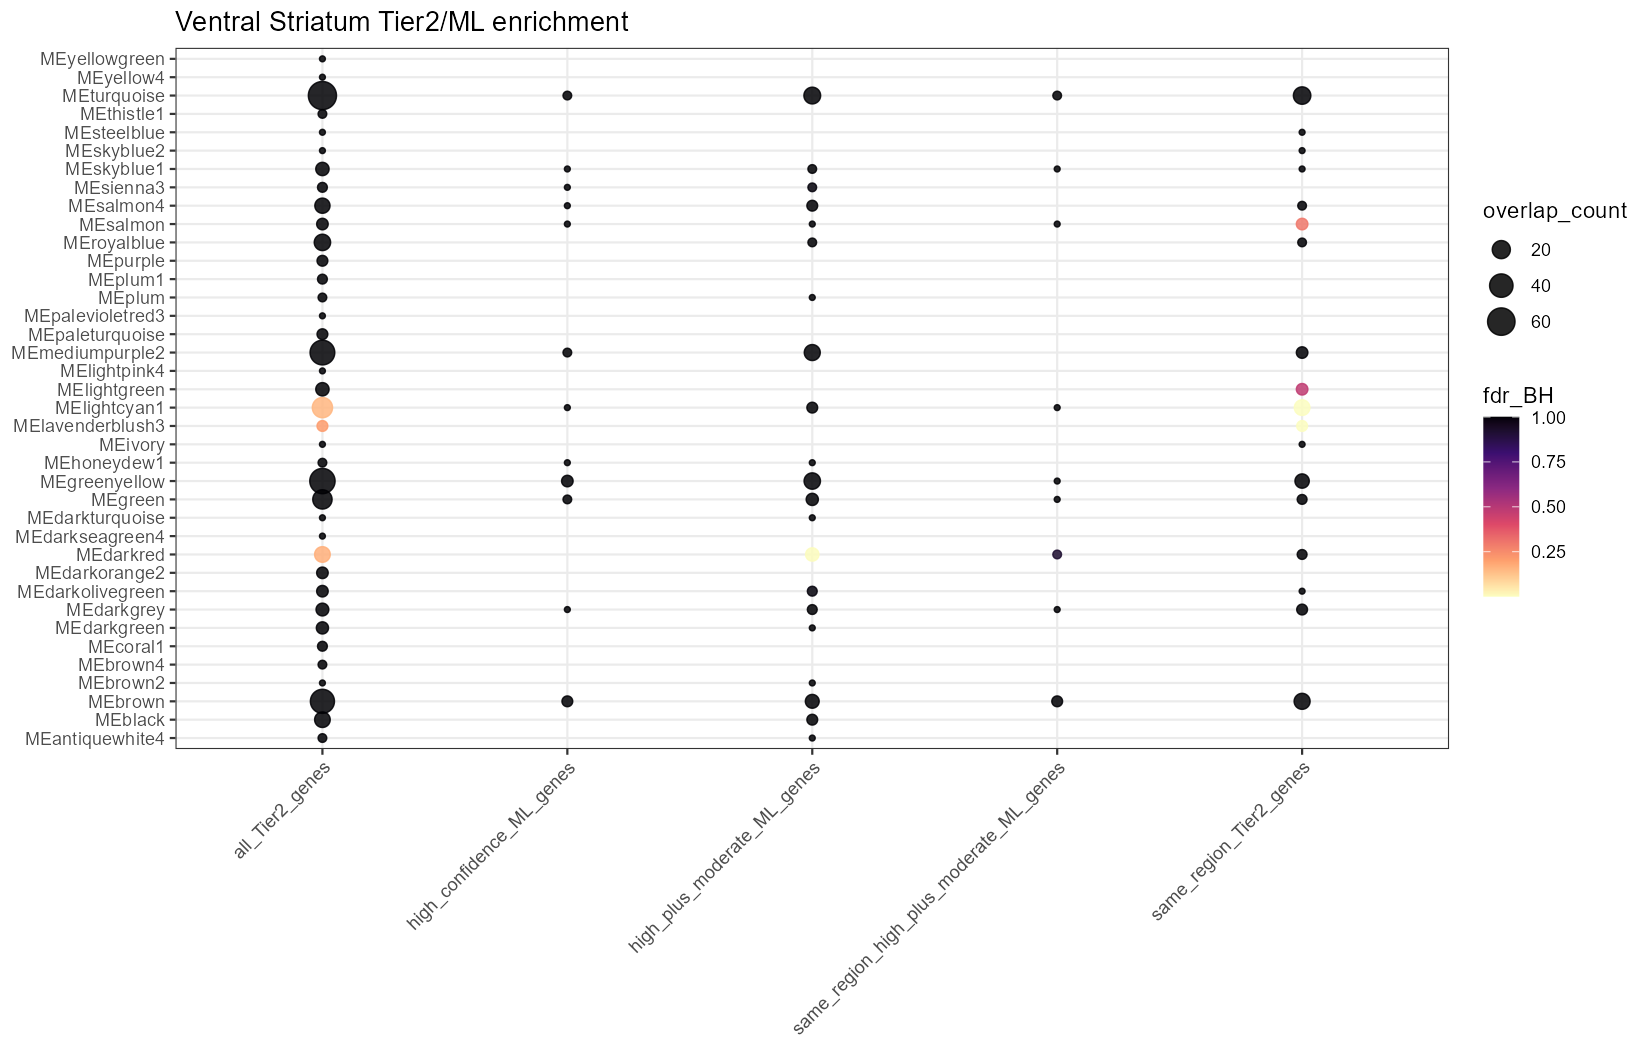 Ventral Striatum Tier2/ML enrichment
MEyellowgreen
MEyellow4
MEturquoise
MEthistle1
MEsteelblue
MEskyblue2
MEskyblue1
MEsienna3
MEsalmon4
MEsalmon
MEroyalblue
MEpurple
MEplum1
MEplum
MEpalevioletred3
MEpaleturquoise
MEmediumpurple2
MElightpink4
MElightgreen
MElightcyan1
MElavenderblush3
MEivory
MEhoneydew1
MEgreenyellow
MEgreen
MEdarkturquoise
MEdarkseagreen4
MEdarkred
MEdarkorange2
MEdarkolivegreen
MEdarkgrey
MEdarkgreen
MEcoral1
MEbrown4
MEbrown2
MEbrown
MEblack
MEantiquewhite4
all_Tier2_genes
high_confidence_ML_genes
high_plus_moderate_ML_genes
same_region_high_plus_moderate_ML_genes
same_region_Tier2_genes
overlap_count
20
40
60
fdr_BH
1.00
0.75
0.50
0.25